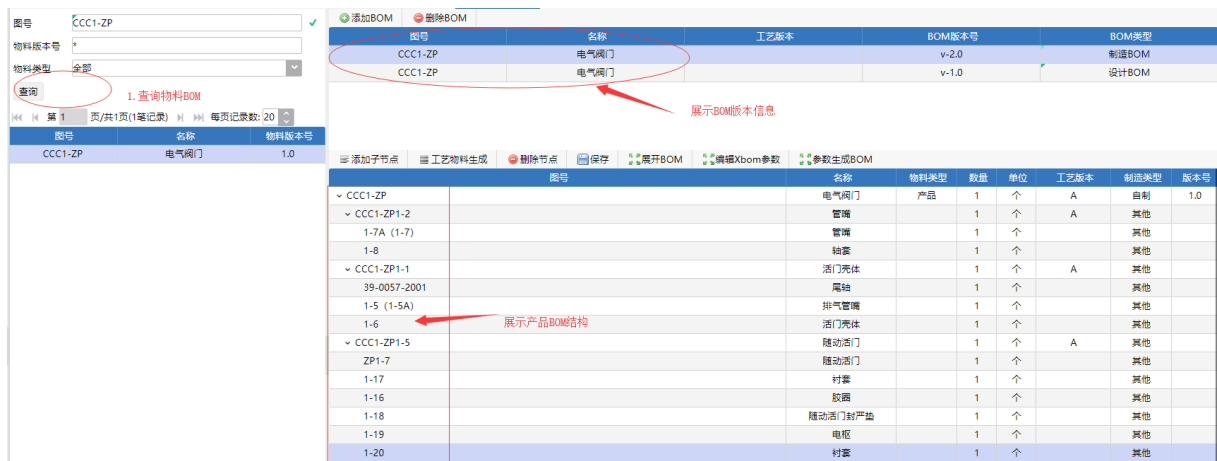 图号 CCC1-ZP
物料版本号 *
物料类型 全部
查询
1.查询物料BOM
第 1 页/共1页(1笔记录) 每页记录数: 20
图号 名称 物料版本号
CCC1-ZP 电气阀门 1.0
添加BOM 删除BOM
图号 名称 工艺版本 BOM版本号 BOM类型
CCC1-ZP 电气阀门 v-2.0 制造BOM
CCC1-ZP 电气阀门 v-1.0 设计BOM
展示BOM版本信息
添加子节点 工艺物料生成 删除节点 保存 展开BOM 编辑Xbom参数 参数生成BOM
图号 名称 物料类型 数量 单位 工艺版本 制造类型 版本号
CCC1-ZP 电气阀门 产品 1 个 A 自制 1.0
CCC1-ZP1-2 管嘴 1 个 A 其他
1-7A (1-7) 管嘴 1 个 其他
1-8 轴套 1 个 其他
CCC1-ZP1-1 活门壳体 1 个 A 其他
39-0057-2001 尾轴 1 个 其他
1-5 (1-5A) 排气管嘴 1 个 其他
1-6 活门壳体 1 个 其他
展示产品BOM结构
CCC1-ZP1-5 随动活门 1 个 A 其他
ZP1-7 随动活门 1 个 其他
1-17 衬套 1 个 其他
1-16 胶圈 1 个 其他
1-18 随动活门封严垫 1 个 其他
1-19 电枢 1 个 其他
1-20 衬套 1 个 其他